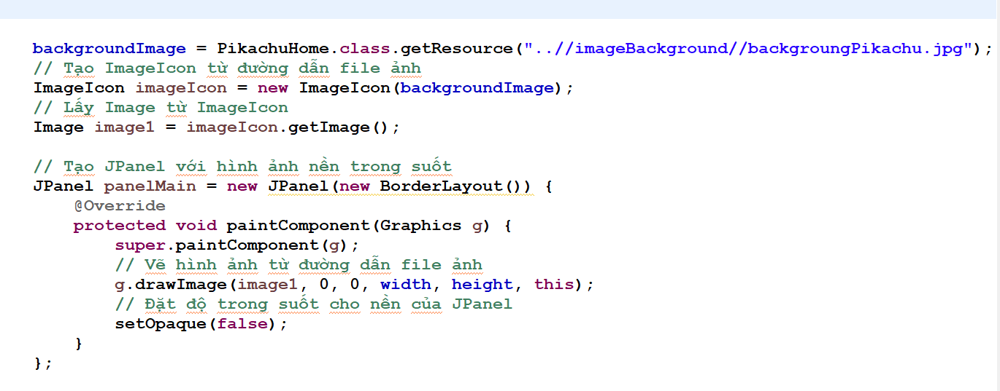 backgroundImage = PikachuHome.class.getResource("..//imageBackground//backgroungPikachu.jpg");
// Tạo ImageIcon từ đường dẫn file ảnh
ImageIcon imageIcon = new ImageIcon(backgroundImage);
// Lấy Image từ ImageIcon
Image image1 = imageIcon.getImage();

// Tạo JPanel với hình ảnh nền trong suốt
JPanel panelMain = new JPanel(new BorderLayout()) {
    @Override
    protected void paintComponent(Graphics g) {
        super.paintComponent(g);
        // Vẽ hình ảnh từ đường dẫn file ảnh
        g.drawImage(image1, 0, 0, width, height, this);
        // Đặt độ trong suốt cho nền của JPanel
        setOpaque(false);
    }
};